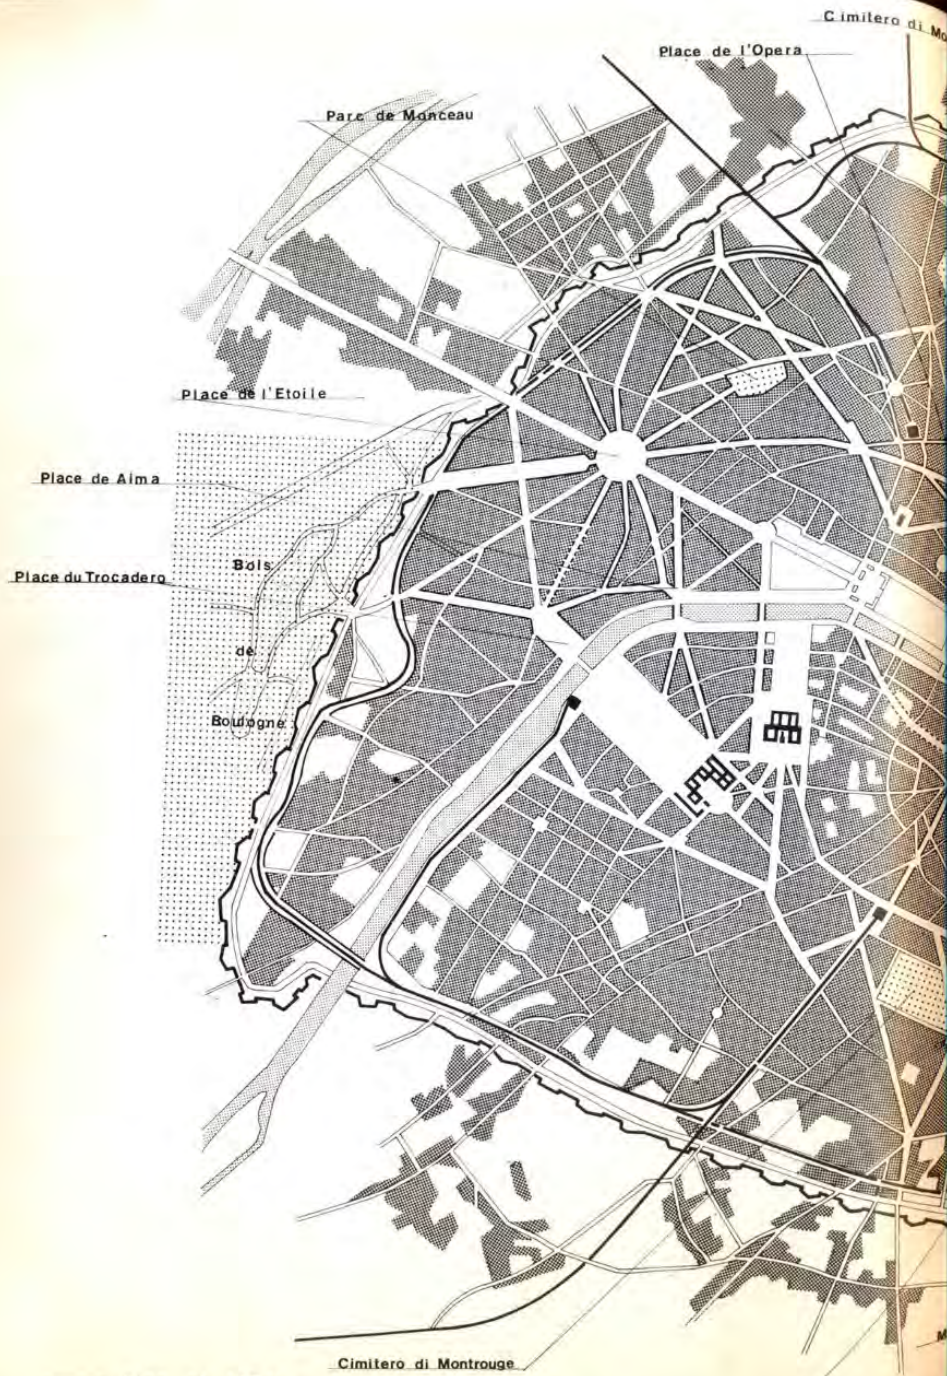 Cimitero di Mo
Place de l'Opera
Parc de Monceau
Place de l'Etoile
Place de Alma
Bois
Place du Trocadero
de
Boulogne
M
Cimitero di Montrouge